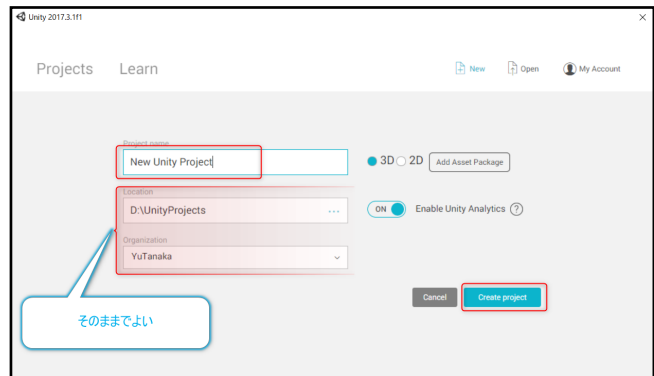 Unity 2017.3.1f1
Projects Learn New Open My Account
Project name
New Unity Project
3D 2D Add Asset Package
Location
D:\UnityProjects ...
ON Enable Unity Analytics ?
Organization
YuTanaka
Cancel Create project
そのままでよい